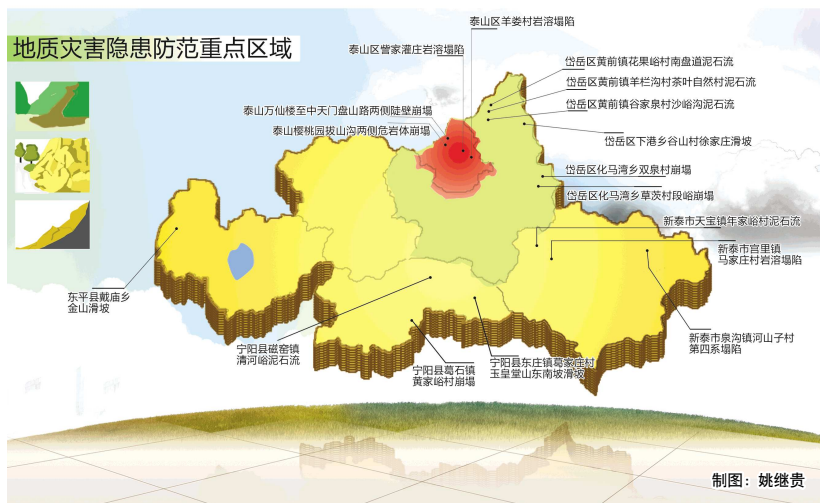 地质灾害隐患防范重点区域
泰山区羊娄村岩溶塌陷
泰山区訾家灌庄岩溶塌陷
岱岳区黄前镇花果峪村南盘道泥石流
岱岳区黄前镇羊栏沟村茶叶自然村泥石流
岱岳区黄前镇谷家泉村沙峪沟泥石流
泰山万仙楼至中天门盘山路两侧陡壁崩塌
泰山樱桃园拔山沟两侧危岩体崩塌
岱岳区下港乡谷山村徐家庄滑坡
岱岳区化马湾乡双泉村崩塌
岱岳区化马湾乡草茨村段峪崩塌
新泰市天宝镇年家峪村泥石流
新泰市宫里镇
马家庄村岩溶塌陷
东平县戴庙乡
金山滑坡
新泰市泉沟镇河山子村
第四系塌陷
宁阳县磁窑镇
清河峪泥石流
宁阳县葛石镇
黄家峪村崩塌
宁阳县东庄镇葛家庄村
玉皇堂山东南坡滑坡
制图：姚继贵